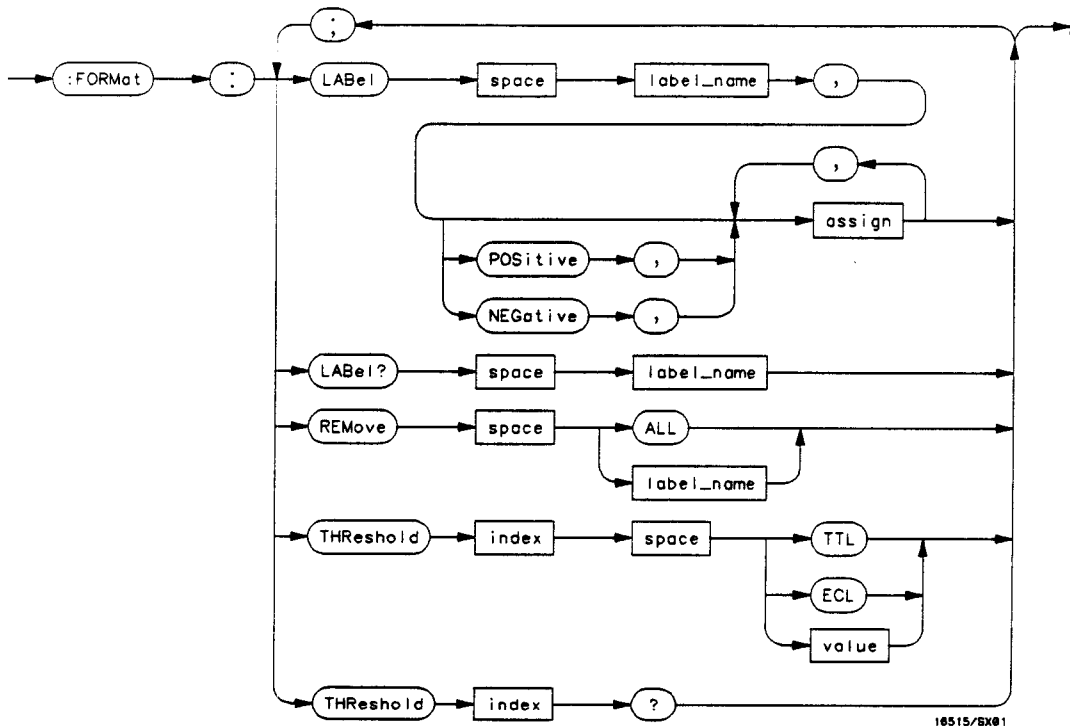 ;
:FORMat : LABel space label_name ,
,
assign
POSitive ,
NEGative ,
LABel? space label_name
REMove space ALL
label_name
THReshold index space TTL
ECL
value
THReshold index ?
16515/SX01